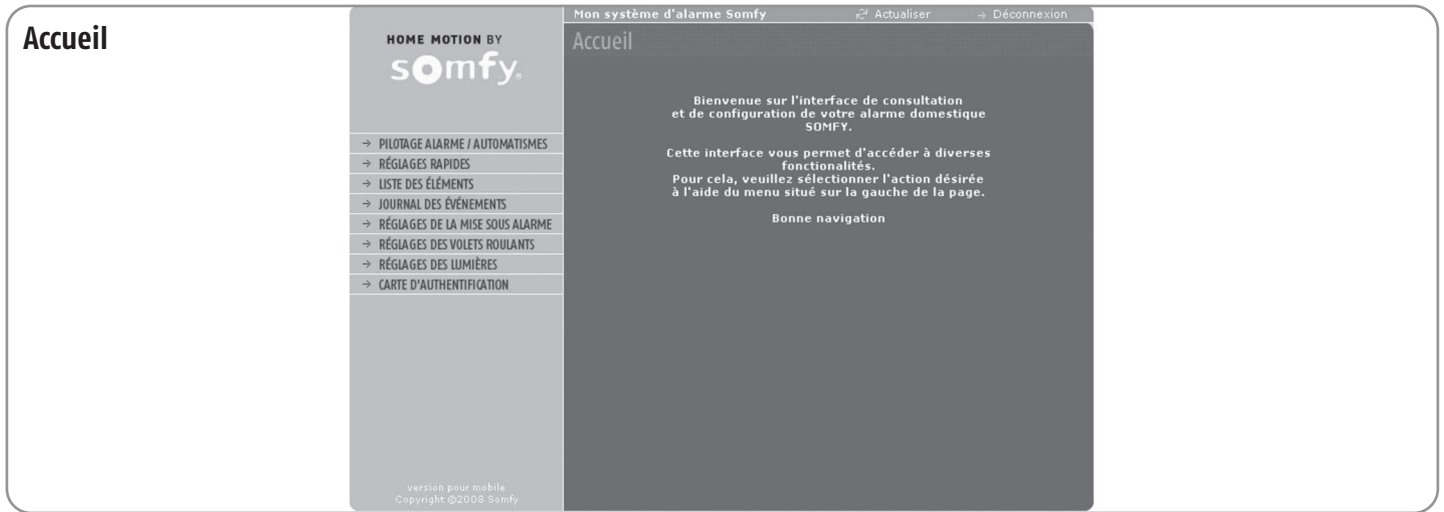 Accueil
HOME MOTION BY
somfy.
→ PILOTAGE ALARME / AUTOMATISMES
→ RÉGLAGES RAPIDES
→ LISTE DES ÉLÉMENTS
→ JOURNAL DES ÉVÉNEMENTS
→ RÉGLAGES DE LA MISE SOUS ALARME
→ RÉGLAGES DES VOLETS ROULANTS
→ RÉGLAGES DES LUMIÈRES
→ CARTE D'AUTHENTIFICATION
version pour mobile
Copyright ©2008 Somfy
Mon système d'alarme Somfy Actualiser → Déconnexion
Accueil
Bienvenue sur l'interface de consultation
et de configuration de votre alarme domestique
SOMFY.
Cette interface vous permet d'accéder à diverses
fonctionalités.
Pour cela, veuillez sélectionner l'action désirée
à l'aide du menu situé sur la gauche de la page.
Bonne navigation